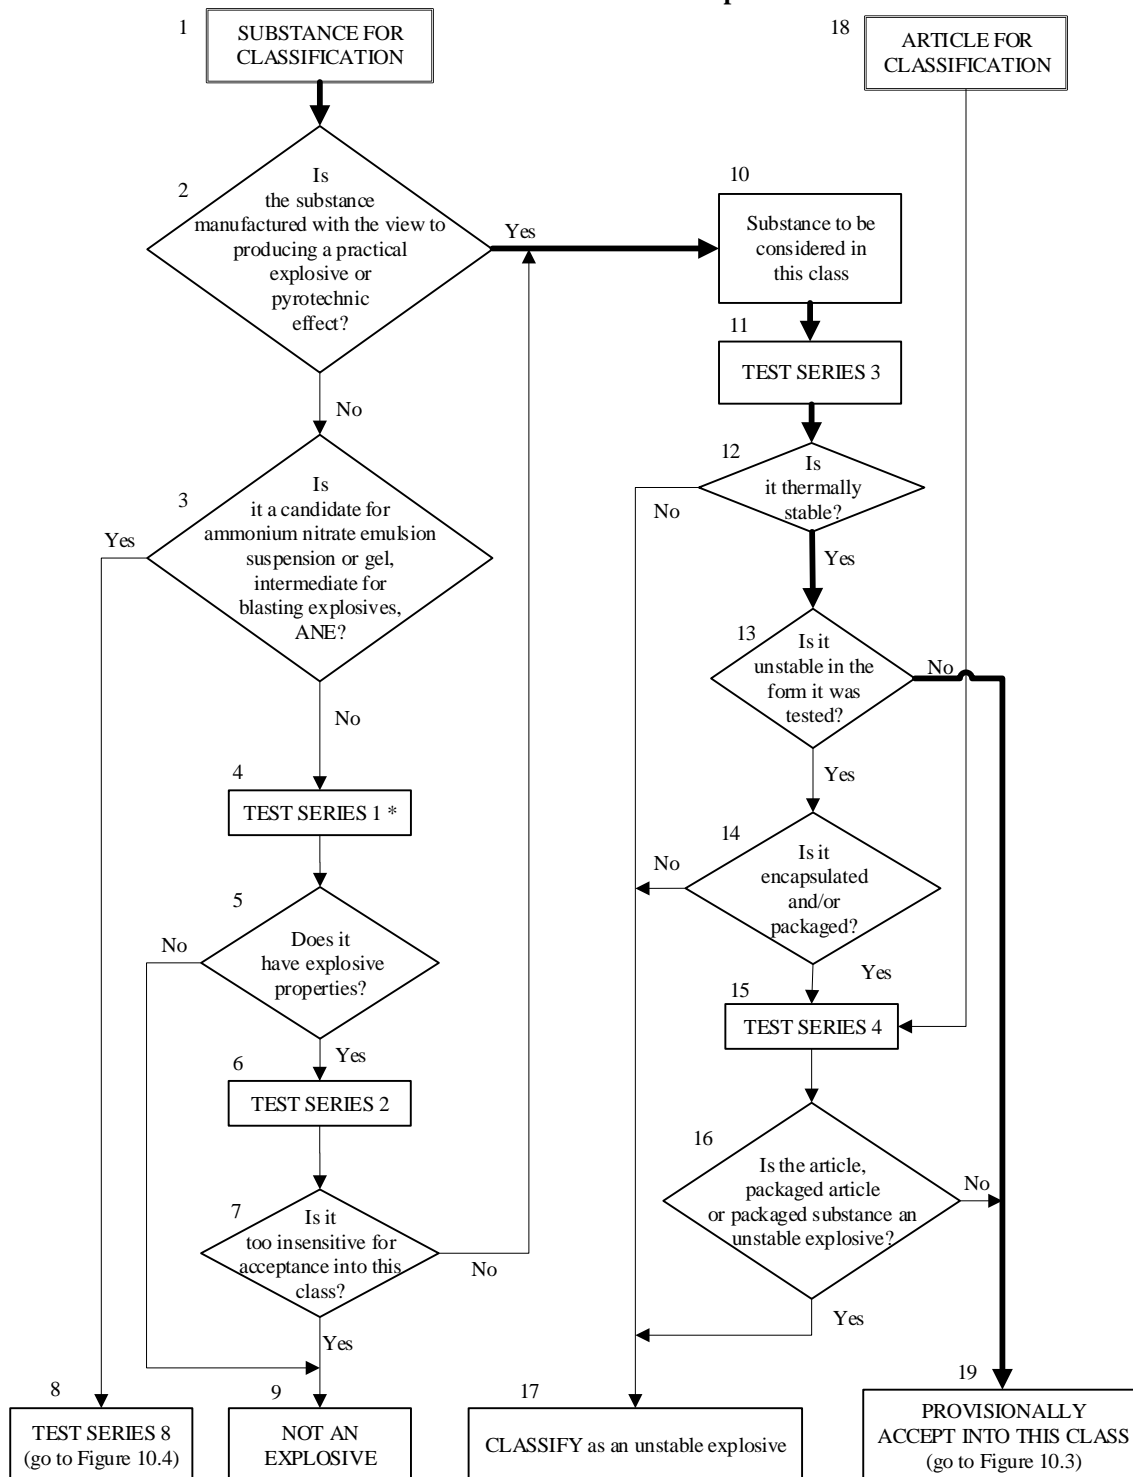 1
SUBSTANCE FOR
CLASSIFICATION
18
ARTICLE FOR
CLASSIFICATION
2
Is
the substance
manufactured with the view to
producing a practical
explosive or
pyrotechnic
effect?
Yes
No
10
Substance to be
considered in
this class
11
TEST SERIES 3
12
Is
it thermally
stable?
No
Yes
3
Is
it a candidate for
ammonium nitrate emulsion
suspension or gel,
intermediate for
blasting explosives,
ANE?
Yes
No
13
Is it
unstable in the
form it was
tested?
No
Yes
4
TEST SERIES 1 *
14
Is it
encapsulated
and/or
packaged?
No
Yes
5
Does it
have explosive
properties?
No
Yes
15
TEST SERIES 4
6
TEST SERIES 2
16
Is the article,
packaged article
or packaged substance an
unstable explosive?
No
Yes
7
Is it
too insensitive for
acceptance into this
class?
No
Yes
8
TEST SERIES 8
(go to Figure 10.4)
9
NOT AN
EXPLOSIVE
17
CLASSIFY as an unstable explosive
19
PROVISIONALLY
ACCEPT INTO THIS CLASS
(go to Figure 10.3)